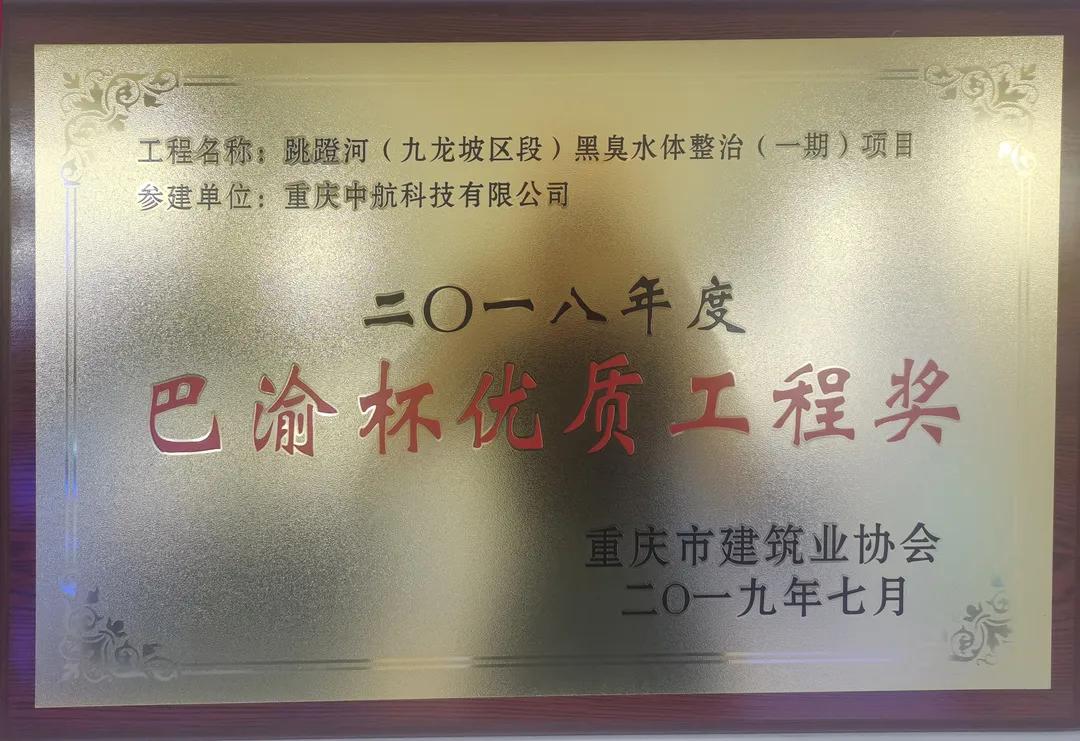 工程名称：跳蹬河（九龙坡区段）黑臭水体整治（一期）项目
参建单位：重庆中航科技有限公司
二〇一八年度
巴渝杯优质工程奖
重庆市建筑业协会
二〇一九年七月